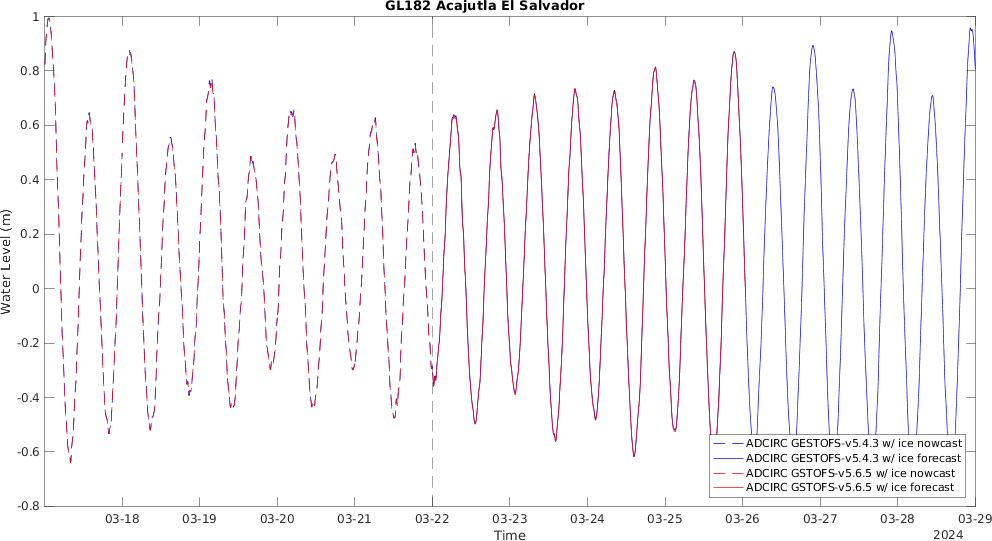 GL182 Acajutla El Salvador
1
0.8
0.6
0.4
0.2
0
-0.2
-0.4
-0.6
-0.8
Water Level (m)
ADCIRC GESTOFS-v5.4.3 w/ ice nowcast
ADCIRC GESTOFS-v5.4.3 w/ ice forecast
ADCIRC GSTOFS-v5.6.5 w/ ice nowcast
ADCIRC GSTOFS-v5.6.5 w/ ice forecast
03-18 03-19 03-20 03-21 03-22 03-23 03-24 03-25 03-26 03-27 03-28 03-29
Time
2024